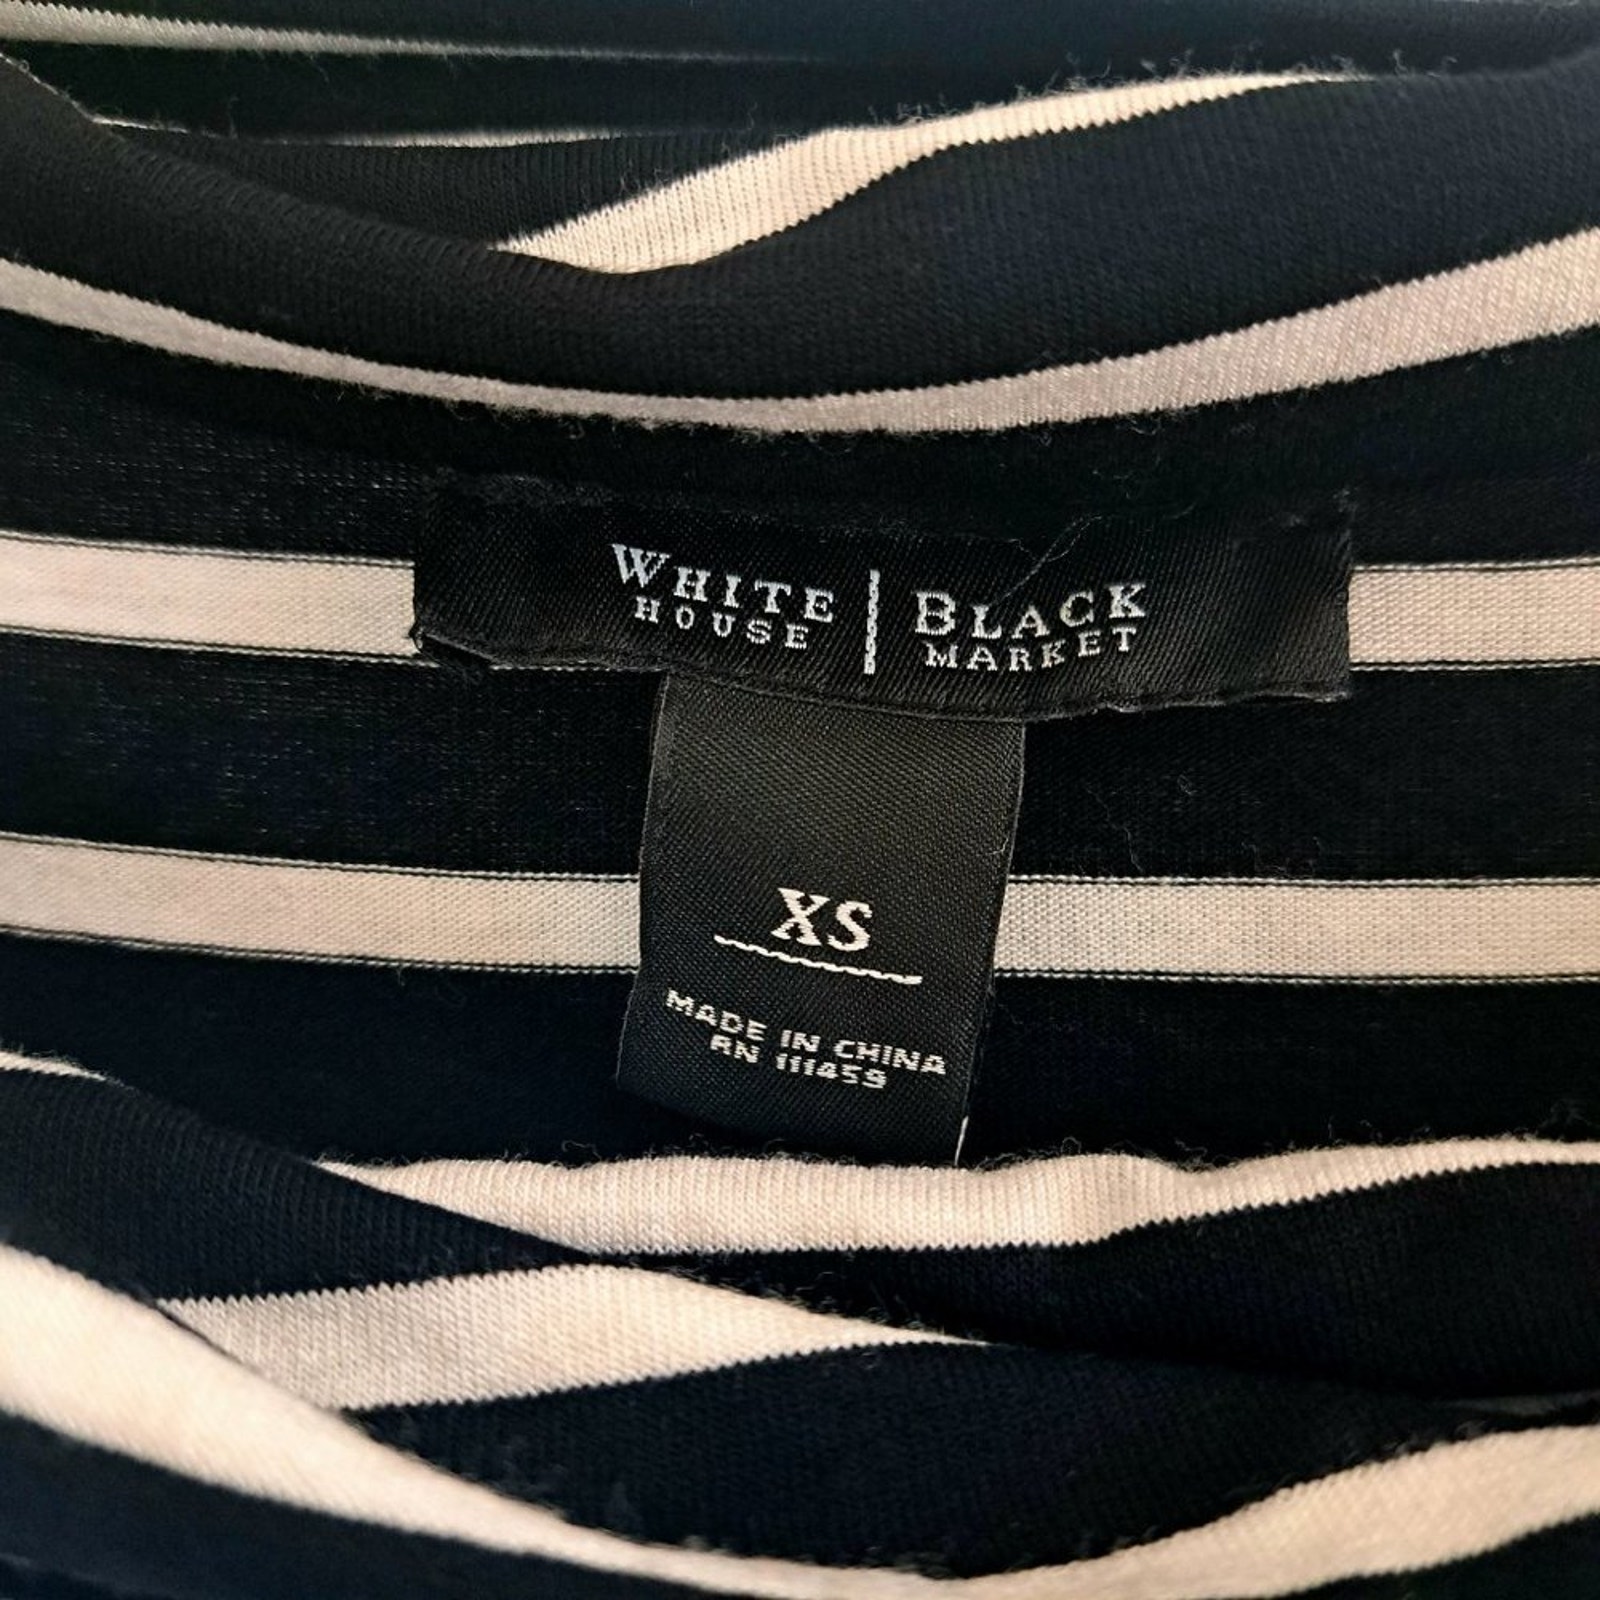 WHITE | BLACK
HOUSE | MARKET
XS
MADE IN CHINA
RN 111459